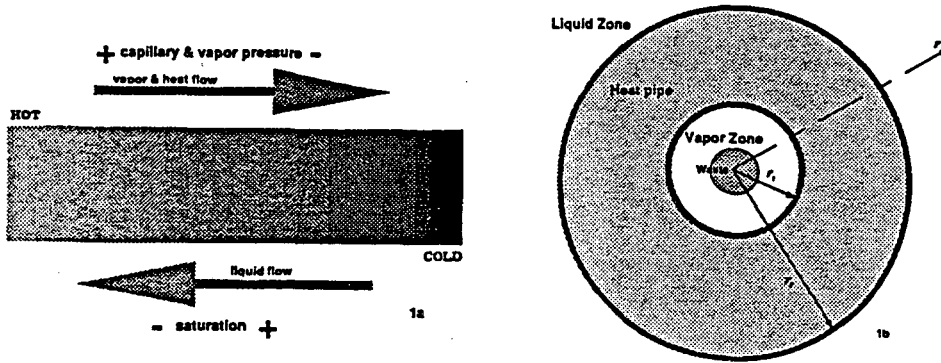 + capillary & vapor pressure -
vapor & heat flow
HOT
COLD
liquid flow
- saturation +
1a
Liquid Zone
r
Heat pipe
Vapor Zone
Waste
1b